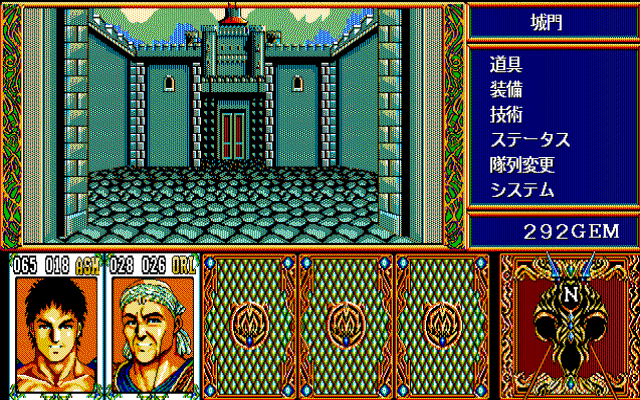 城門
道具
装備
技術
ステータス
隊列変更
システム
292GEM
065 018 ASH
028 026 ORL
N